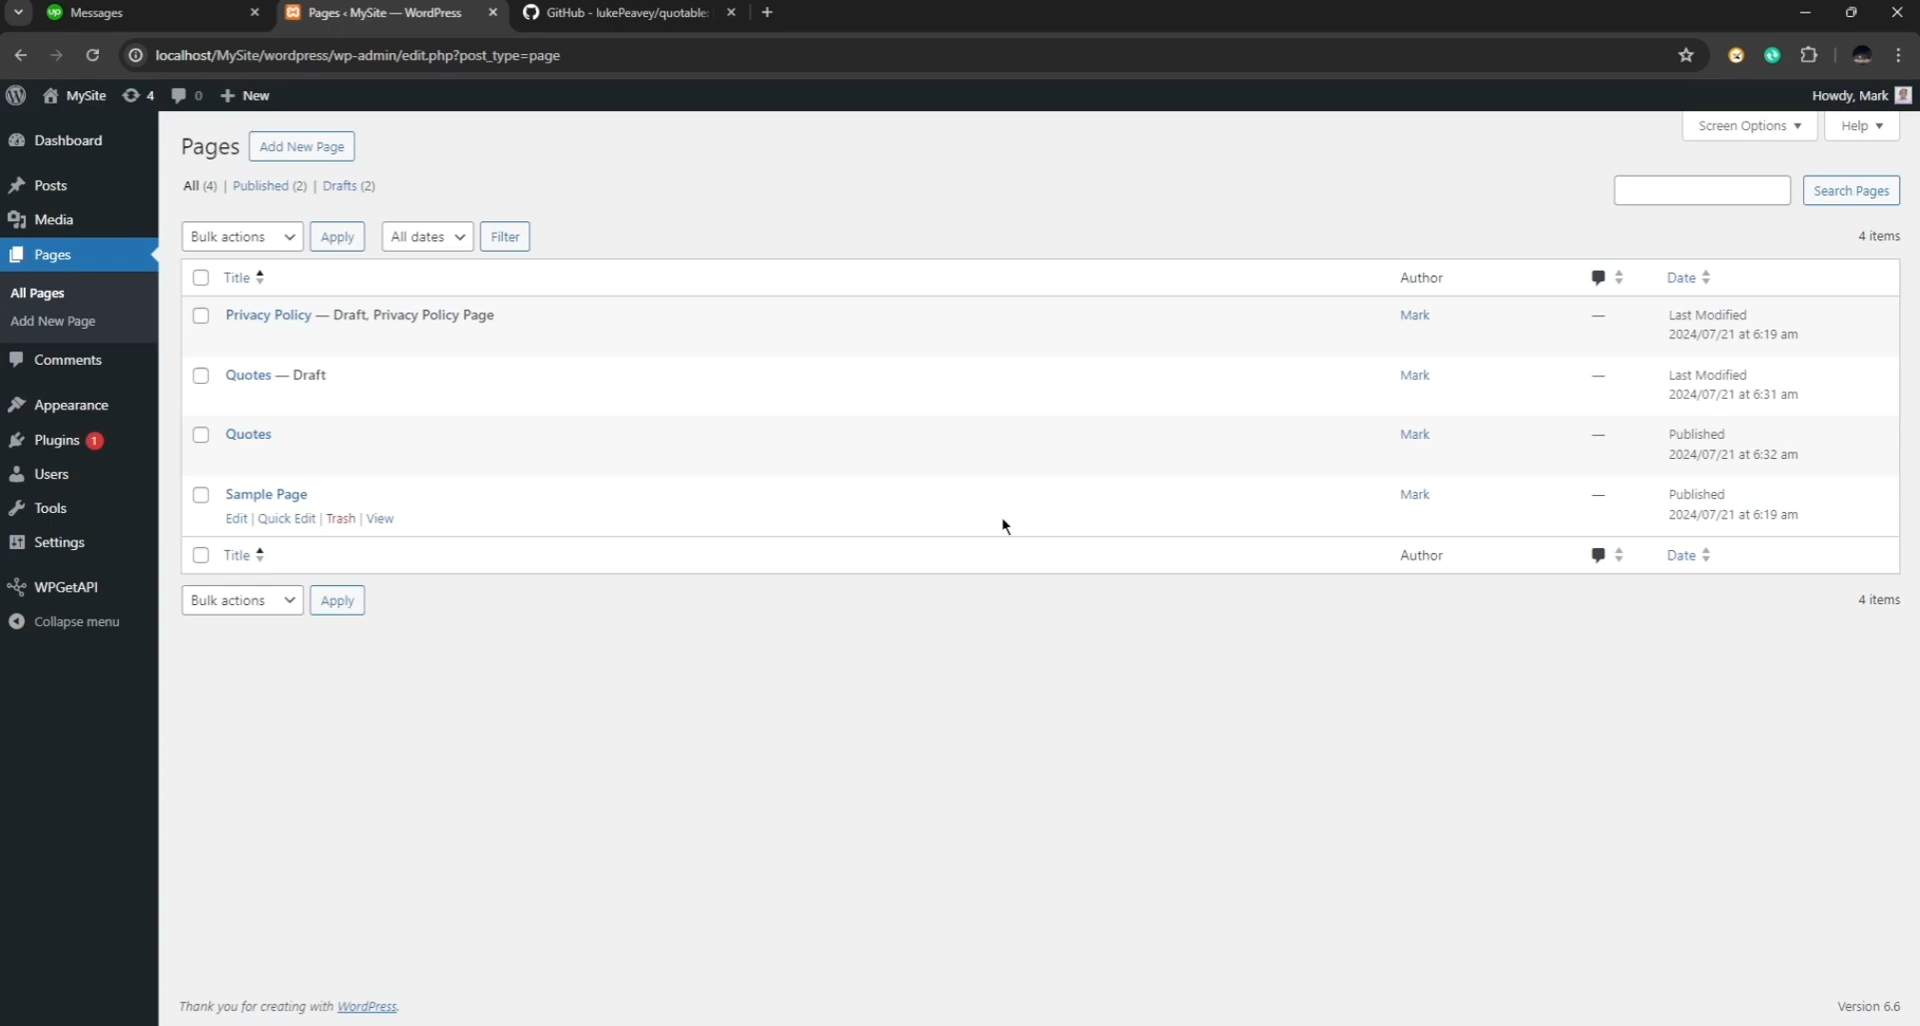 Messages
Pages ‹ MySite — WordPress
GitHub - lukePeavey/quotable:
localhost/MySite/wordpress/wp-admin/edit.php?post_type=page
MySite 4 0 New
Howdy, Mark
Screen Options Help
Dashboard
Posts
Media
Pages
All Pages
Add New Page
Comments
Appearance
Plugins 1
Users
Tools
Settings
WPGetAPI
Collapse menu
Pages Add New Page
All (4) | Published (2) | Drafts (2)
Search Pages
Bulk actions Apply All dates Filter
4 items
Title Author Date
Privacy Policy — Draft, Privacy Policy Page Mark — Last Modified
2024/07/21 at 6:19 am
Quotes — Draft Mark — Last Modified
2024/07/21 at 6:31 am
Quotes Mark — Published
2024/07/21 at 6:32 am
Sample Page Mark — Published
Edit | Quick Edit | Trash | View 2024/07/21 at 6:19 am
Title Author Date
Bulk actions Apply
4 items
Thank you for creating with WordPress.
Version 6.6